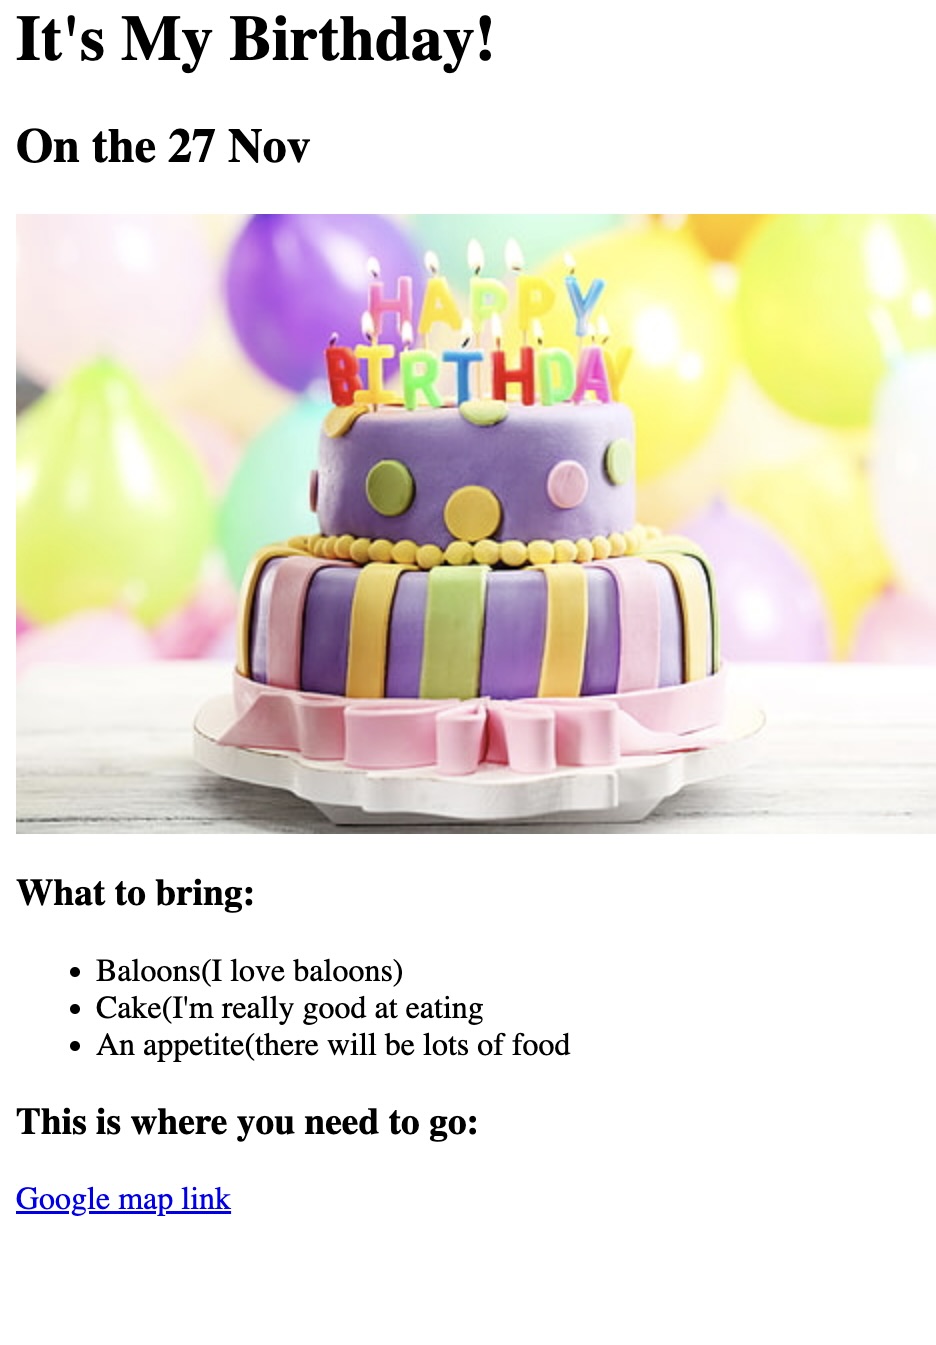 It's My Birthday!
On the 27 Nov
HAPPY
BIRTHDAY
What to bring:
Baloons(I love baloons)
Cake(I'm really good at eating
An appetite(there will be lots of food
This is where you need to go:
Google map link